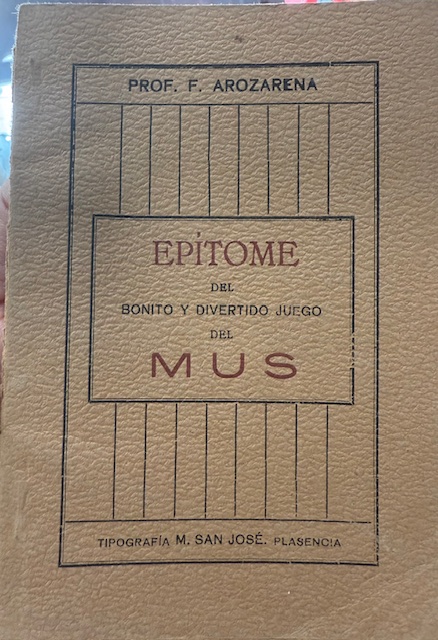 PROF. F. AROZARENA
EPÍTOME
DEL
BONITO Y DIVERTIDO JUEGO
DEL
MUS
TIPOGRAFÍA M. SAN JOSÉ. PLASENCIA